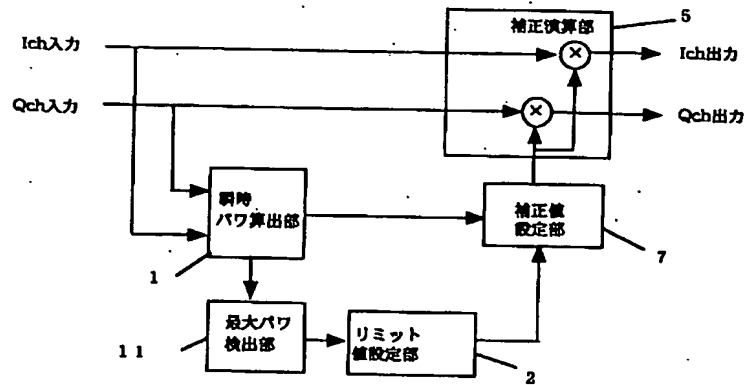 補正演算部
5
Ich入力
Ich出力
Qch入力
Qch出力
瞬時
パワ算出部
補正値
設定部
1
7
最大パワ
検出部
リミット
値設定部
11
2